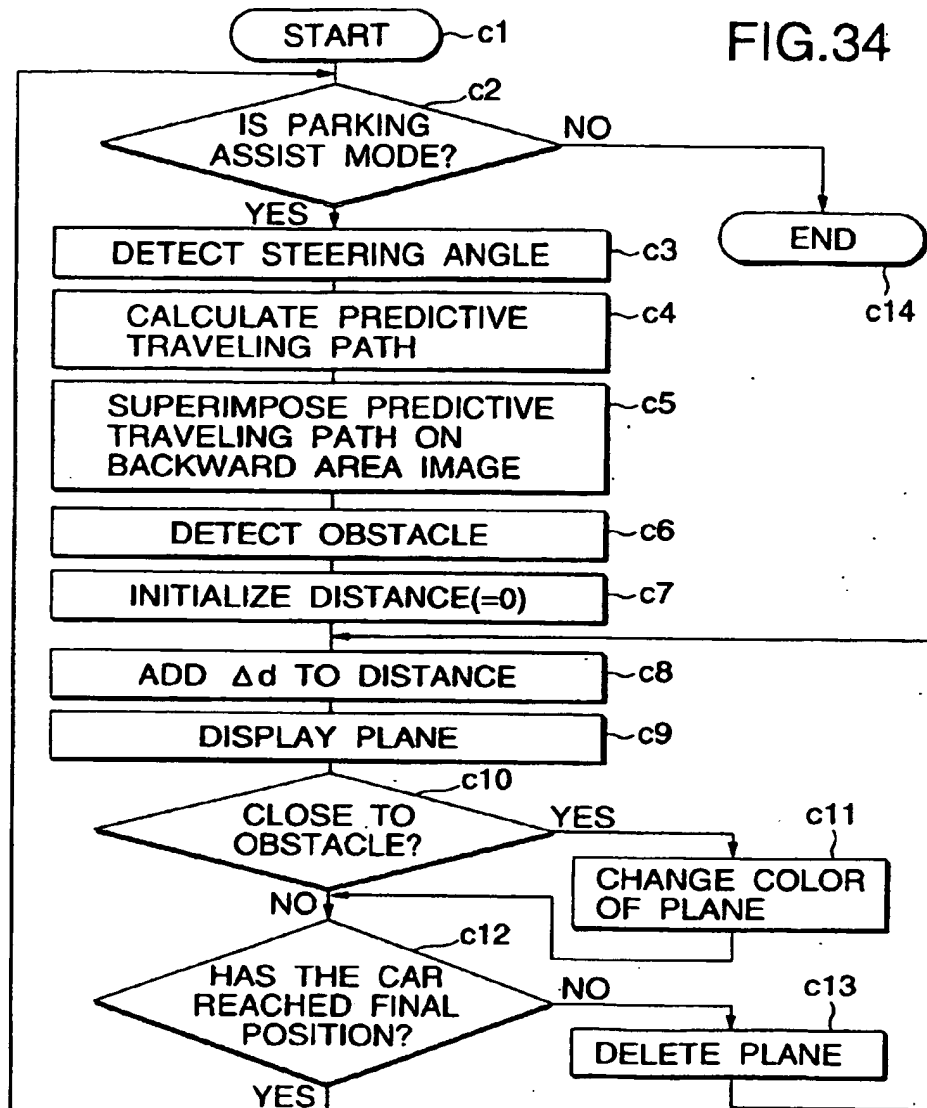 FIG.34
START
c1
c2
IS PARKING
ASSIST MODE?
NO
YES
END
c14
DETECT STEERING ANGLE
c3
CALCULATE PREDICTIVE
TRAVELING PATH
c4
SUPERIMPOSE PREDICTIVE
TRAVELING PATH ON
BACKWARD AREA IMAGE
c5
DETECT OBSTACLE
c6
INITIALIZE DISTANCE(=0)
c7
ADD Δd TO DISTANCE
c8
DISPLAY PLANE
c9
c10
CLOSE TO
OBSTACLE?
YES
c11
CHANGE COLOR
OF PLANE
NO
c12
HAS THE CAR
REACHED FINAL
POSITION?
NO
c13
DELETE PLANE
YES